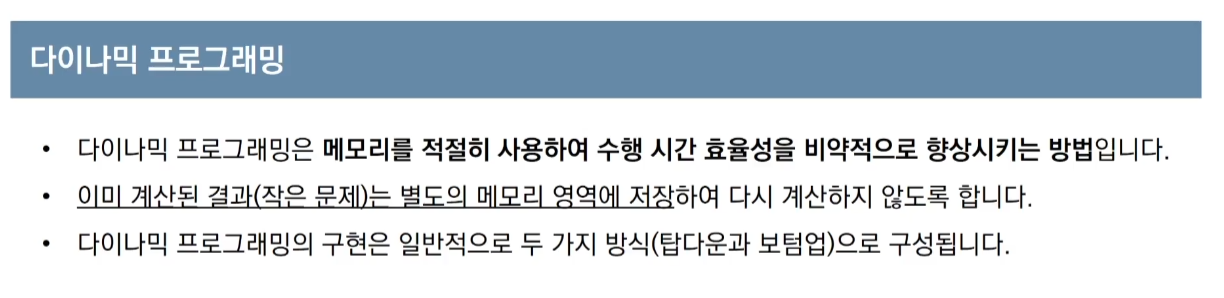 다이나믹 프로그래밍
• 다이나믹 프로그래밍은 메모리를 적절히 사용하여 수행 시간 효율성을 비약적으로 향상시키는 방법입니다.
• 이미 계산된 결과(작은 문제)는 별도의 메모리 영역에 저장하여 다시 계산하지 않도록 합니다.
• 다이나믹 프로그래밍의 구현은 일반적으로 두 가지 방식(탑다운과 보텀업)으로 구성됩니다.